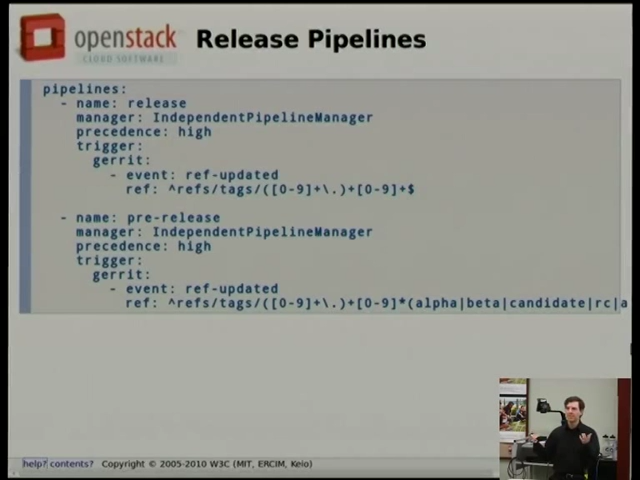 openstack
CLOUD SOFTWARE
Release Pipelines
pipelines:
- name: release
manager: IndependentPipelineManager
precedence: high
trigger:
gerrit:
- event: ref-updated
ref: ^refs/tags/([0-9]+\.)+[0-9]+$
- name: pre-release
manager: IndependentPipelineManager
precedence: high
trigger:
gerrit:
- event: ref-updated
ref: ^refs/tags/([0-9]+\.)+[0-9]*(alpha|beta|candidate|rc|a
help? contents? Copyright © 2005-2010 W3C (MIT, ERCIM, Keio)